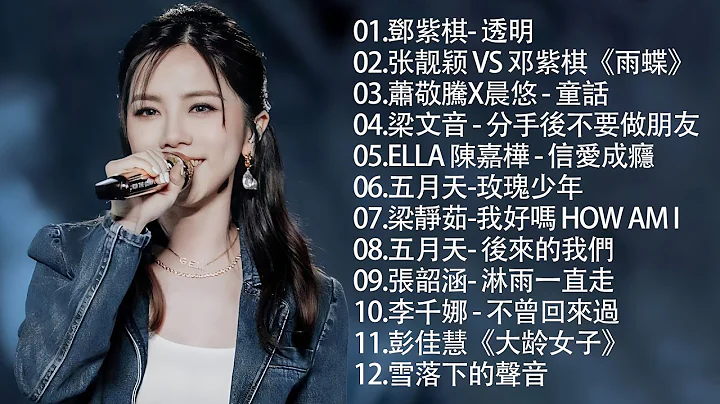 01.鄧紫棋- 透明
02.张靓颖 VS 邓紫棋《雨蝶》
03.蕭敬騰X晨悠 - 童話
04.梁文音 - 分手後不要做朋友
05.ELLA 陳嘉樺 - 信愛成癮
06.五月天-玫瑰少年
07.梁靜茹-我好嗎 HOW AM I
08.五月天- 後來的我們
09.張韶涵- 淋雨一直走
10.李千娜 - 不曾回來過
11.彭佳慧《大龄女子》
12.雪落下的聲音